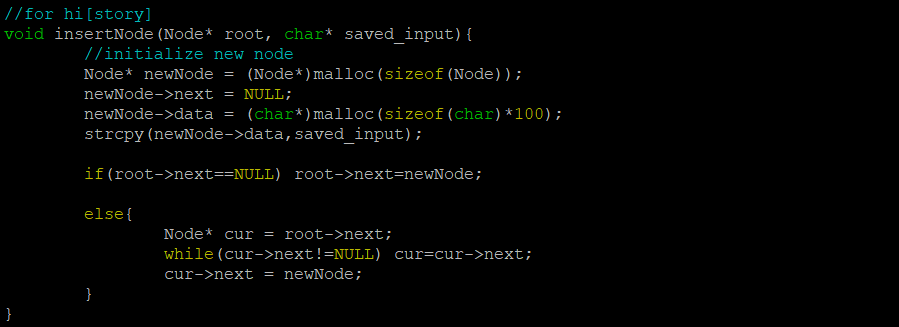 //for hi[story]
void insertNode(Node* root, char* saved_input){
        //initialize new node
        Node* newNode = (Node*)malloc(sizeof(Node));
        newNode->next = NULL;
        newNode->data = (char*)malloc(sizeof(char)*100);
        strcpy(newNode->data,saved_input);

        if(root->next==NULL) root->next=newNode;

        else{
                Node* cur = root->next;
                while(cur->next!=NULL) cur=cur->next;
                cur->next = newNode;
        }
}